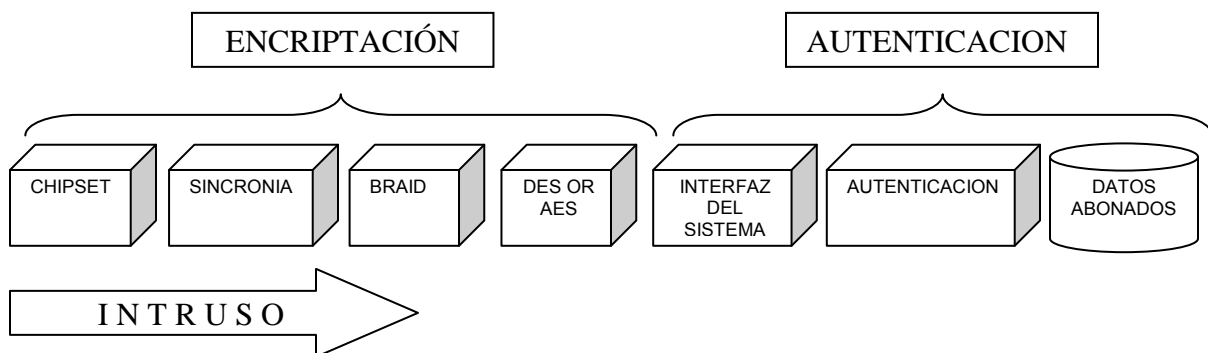 ENCRIPTACIÓN
AUTENTICACION
CHIPSET
SINCRONIA
BRAID
DES OR
AES
INTERFAZ
DEL
SISTEMA
AUTENTICACION
DATOS
ABONADOS
I N T R U S O